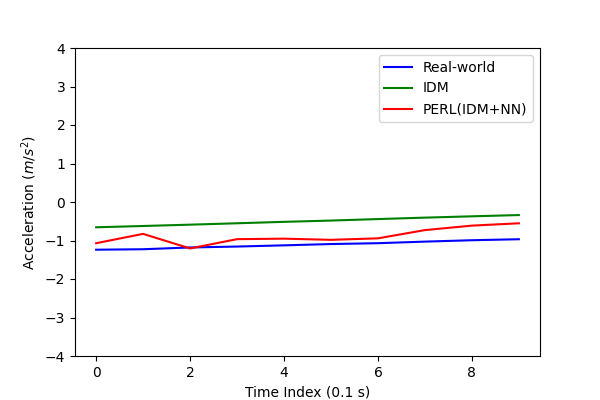 Real-world
IDM
PERL(IDM+NN)
4
3
2
1
0
−1
−2
−3
−4
Acceleration (m/s²)
0 2 4 6 8
Time Index (0.1 s)